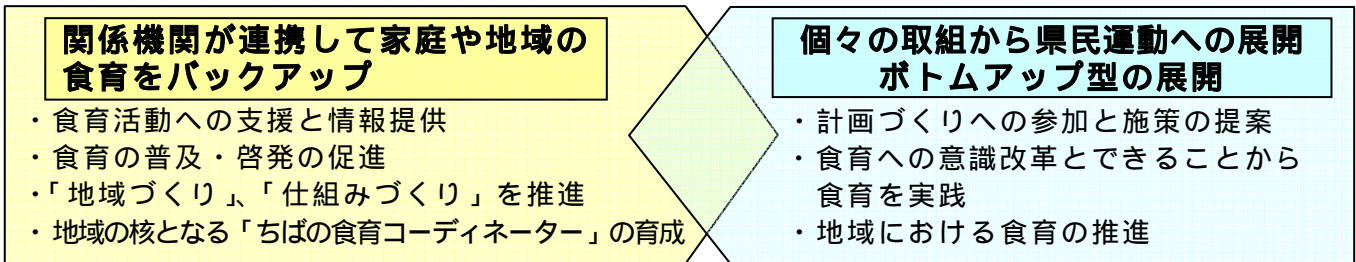 関係機関が連携して家庭や地域の
食育をバックアップ
・食育活動への支援と情報提供
・食育の普及・啓発の促進
・「地域づくり」、「仕組みづくり」を推進
・地域の核となる「ちばの食育コーディネーター」の育成
個々の取組から県民運動への展開
ボトムアップ型の展開
・計画づくりへの参加と施策の提案
・食育への意識改革とできることから
食育を実践
・地域における食育の推進